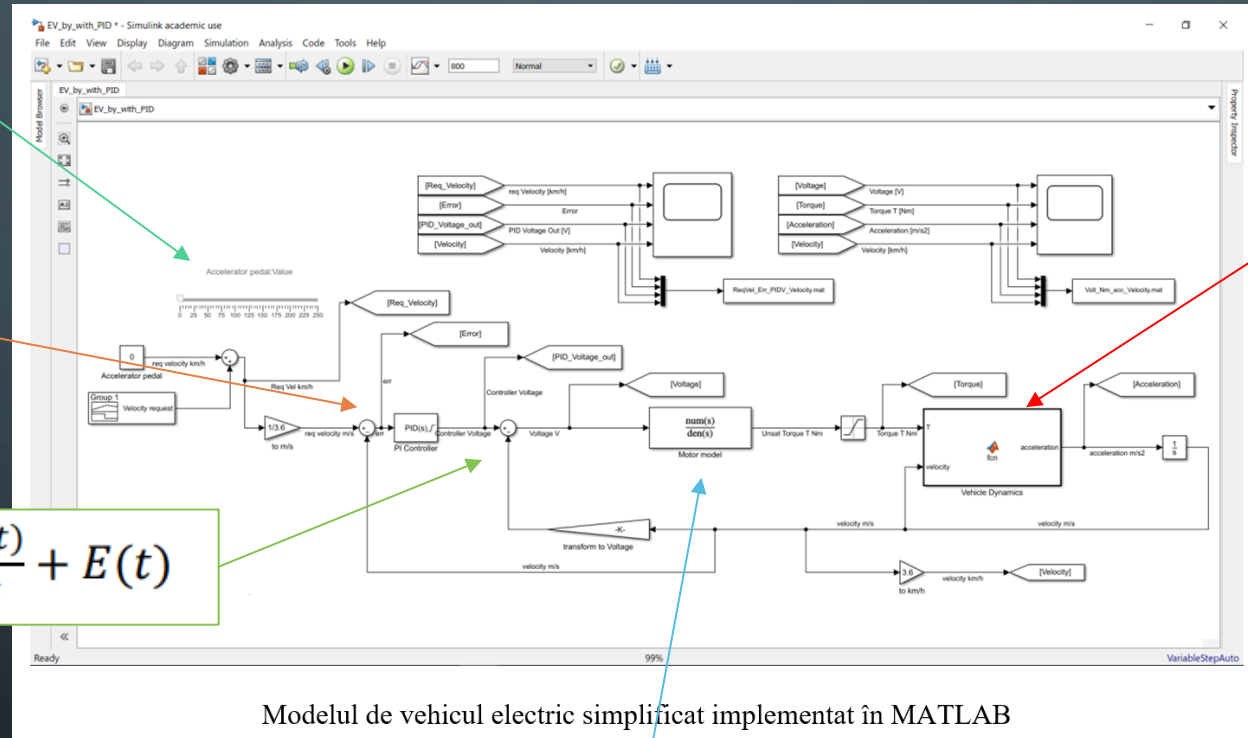 EV_by_with_PID * - Simulink academic use
File Edit View Display Diagram Simulation Analysis Code Tools Help
800
Normal
EV_by_with_PID
EV_by_with_PID
Model Browser
Property Inspector
[Req_Velocity]
req Velocity [km/h]
[Error]
Error
[PID_Voltage_out]
PID Voltage Out [V]
[Velocity]
Velocity [km/h]
ReqVel_Err_PIDV_Velocity.mat
[Voltage]
Voltage [V]
[Torque]
Torque T [Nm]
[Acceleration]
Acceleration [m/s2]
[Velocity]
Velocity [km/h]
Volt_Nm_acc_Velocity.mat
Accelerator pedal:Value
0 25 50 75 100 125 150 175 200 225 250
[Req_Velocity]
[Error]
[PID_Voltage_out]
[Voltage]
[Torque]
[Acceleration]
0
req velocity km/h
Accelerator pedal
Req Vel km/h
err
Controller Voltage
Group 1
Velocity request
1/3.6
to m/s
req velocity m/s
err
PID(s)
PI Controller
Controller Voltage
Voltage V
num(s)
den(s)
Motor model
Unsat Torque T Nm
Torque T Nm
T
velocity
fcn
acceleration
Vehicle Dynamics
acceleration m/s2
1
s
-K-
transform to Voltage
velocity m/s
velocity m/s
velocity m/s
3.6
to km/h
velocity km/h
[Velocity]
t)
+ E(t)
Ready
99%
VariableStepAuto
Modelul de vehicul electric simplificat implementat în MATLAB